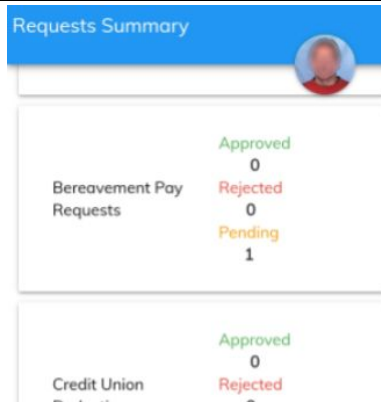 Requests Summary
Approved
0
Bereavement Pay Rejected
Requests 0
Pending
1
Approved
0
Credit Union Rejected